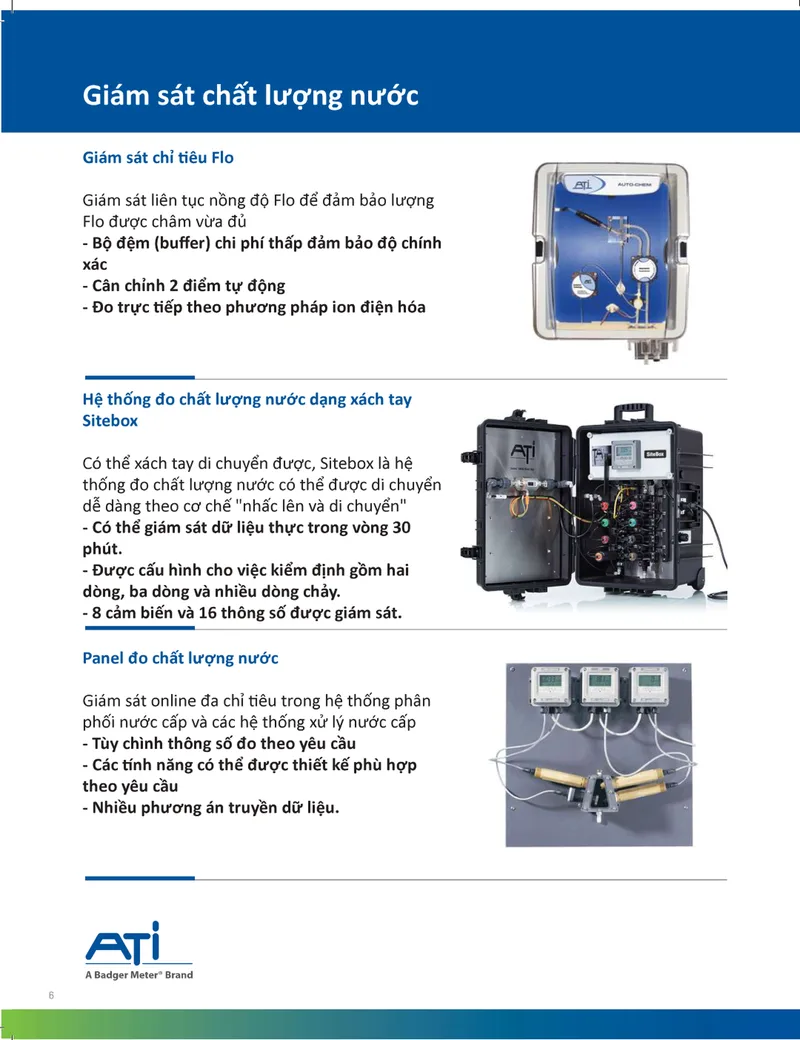 Giám sát chất lượng nước
Giám sát chỉ tiêu Flo
Giám sát liên tục nồng độ Flo để đảm bảo lượng
Flo được châm vừa đủ
- Bộ đệm (buffer) chi phí thấp đảm bảo độ chính
xác
- Cân chỉnh 2 điểm tự động
- Đo trực tiếp theo phương pháp ion điện hóa
ATi
AUTO-CHEM
Hệ thống đo chất lượng nước dạng xách tay
Sitebox
Có thể xách tay di chuyển được, Sitebox là hệ
thống đo chất lượng nước có thể được di chuyển
dễ dàng theo cơ chế "nhấc lên và di chuyển"
- Có thể giám sát dữ liệu thực trong vòng 30
phút.
- Được cấu hình cho việc kiểm định gồm hai
dòng, ba dòng và nhiều dòng chảy.
- 8 cảm biến và 16 thông số được giám sát.
ATi
SiteBox
Panel đo chất lượng nước
Giám sát online đa chỉ tiêu trong hệ thống phân
phối nước cấp và các hệ thống xử lý nước cấp
- Tùy chình thông số đo theo yêu cầu
- Các tính năng có thể được thiết kế phù hợp
theo yêu cầu
- Nhiều phương án truyền dữ liệu.
ATi
A Badger Meter® Brand
6